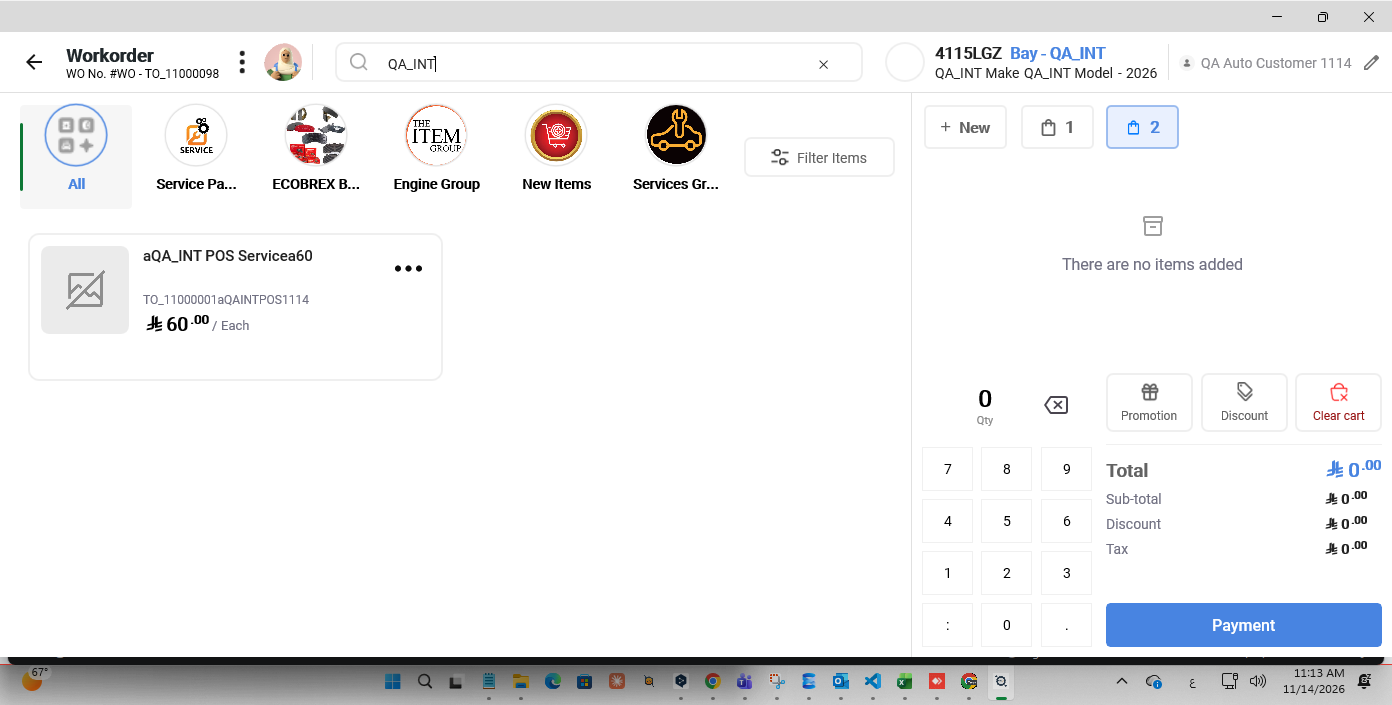 Workorder
WO No. #WO - TO_11000098
QA_INT
4115LGZ Bay - QA_INT
QA_INT Make QA_INT Model - 2026
QA Auto Customer 1114
All
SERVICE
Service Pa...
ECOBREX B...
THE
ITEM
GROUP
Engine Group
New Items
Services Gr...
Filter Items
+ New
1
2
aQA_INT POS Servicea60
TO_11000001aQAINTPOS1114
60.00 / Each
There are no items added
0
Qty
Promotion
Discount
Clear cart
7 8 9
4 5 6
1 2 3
: 0 .
Total 0.00
Sub-total 0.00
Discount 0.00
Tax 0.00
Payment
67°
ع
11:13 AM
11/14/2026